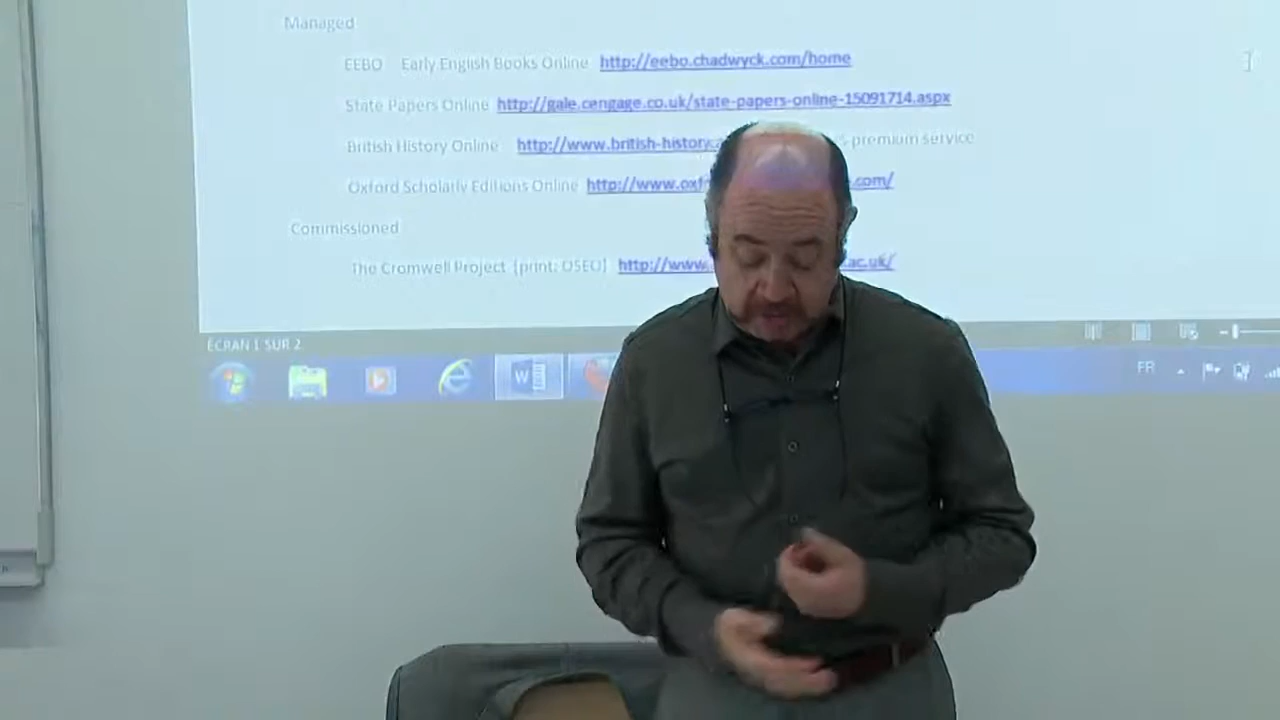 Managed
EEBO Early English Books Online http://eebo.chadwyck.com/home
State Papers Online http://gale.cengage.co.uk/state-papers-online-15091714.aspx
British History Online http://www.british-history. premium service
Oxford Scholarly Editions Online http://www.oxf .com/
Commissioned
The Cromwell Project (print: OSEO) http://www. ac.uk/
ÉCRAN 1 SUR 2
W
FR